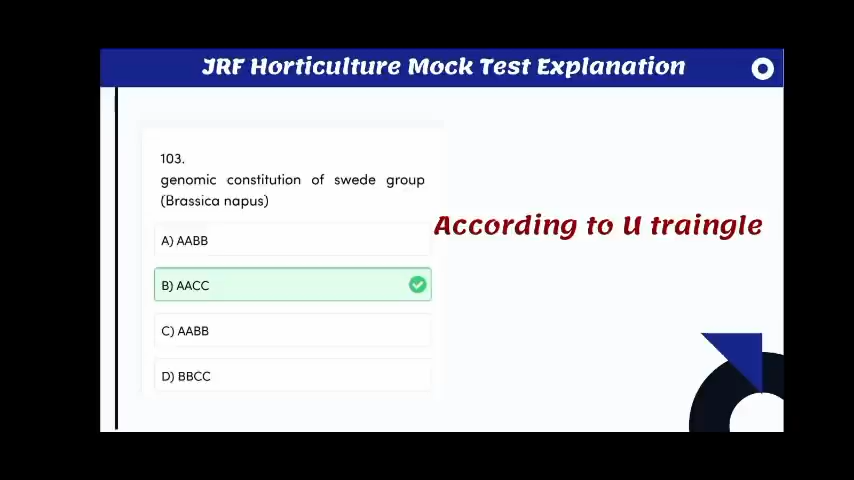 JRF Horticulture Mock Test Explanation
103.
genomic constitution of swede group
(Brassica napus)
According to U traingle
A) AABB
B) AACC
C) AABB
D) BBCC